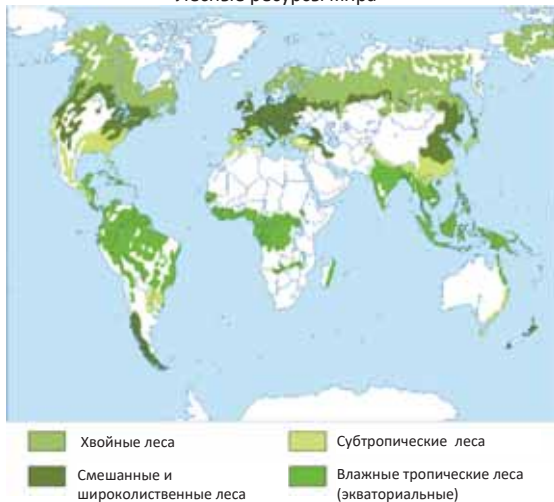 Лесные ресурсы мира
Хвойные леса
Субтропические леса
Смешанные и
широколиственные леса
Влажные тропические леса
(экваториальные)